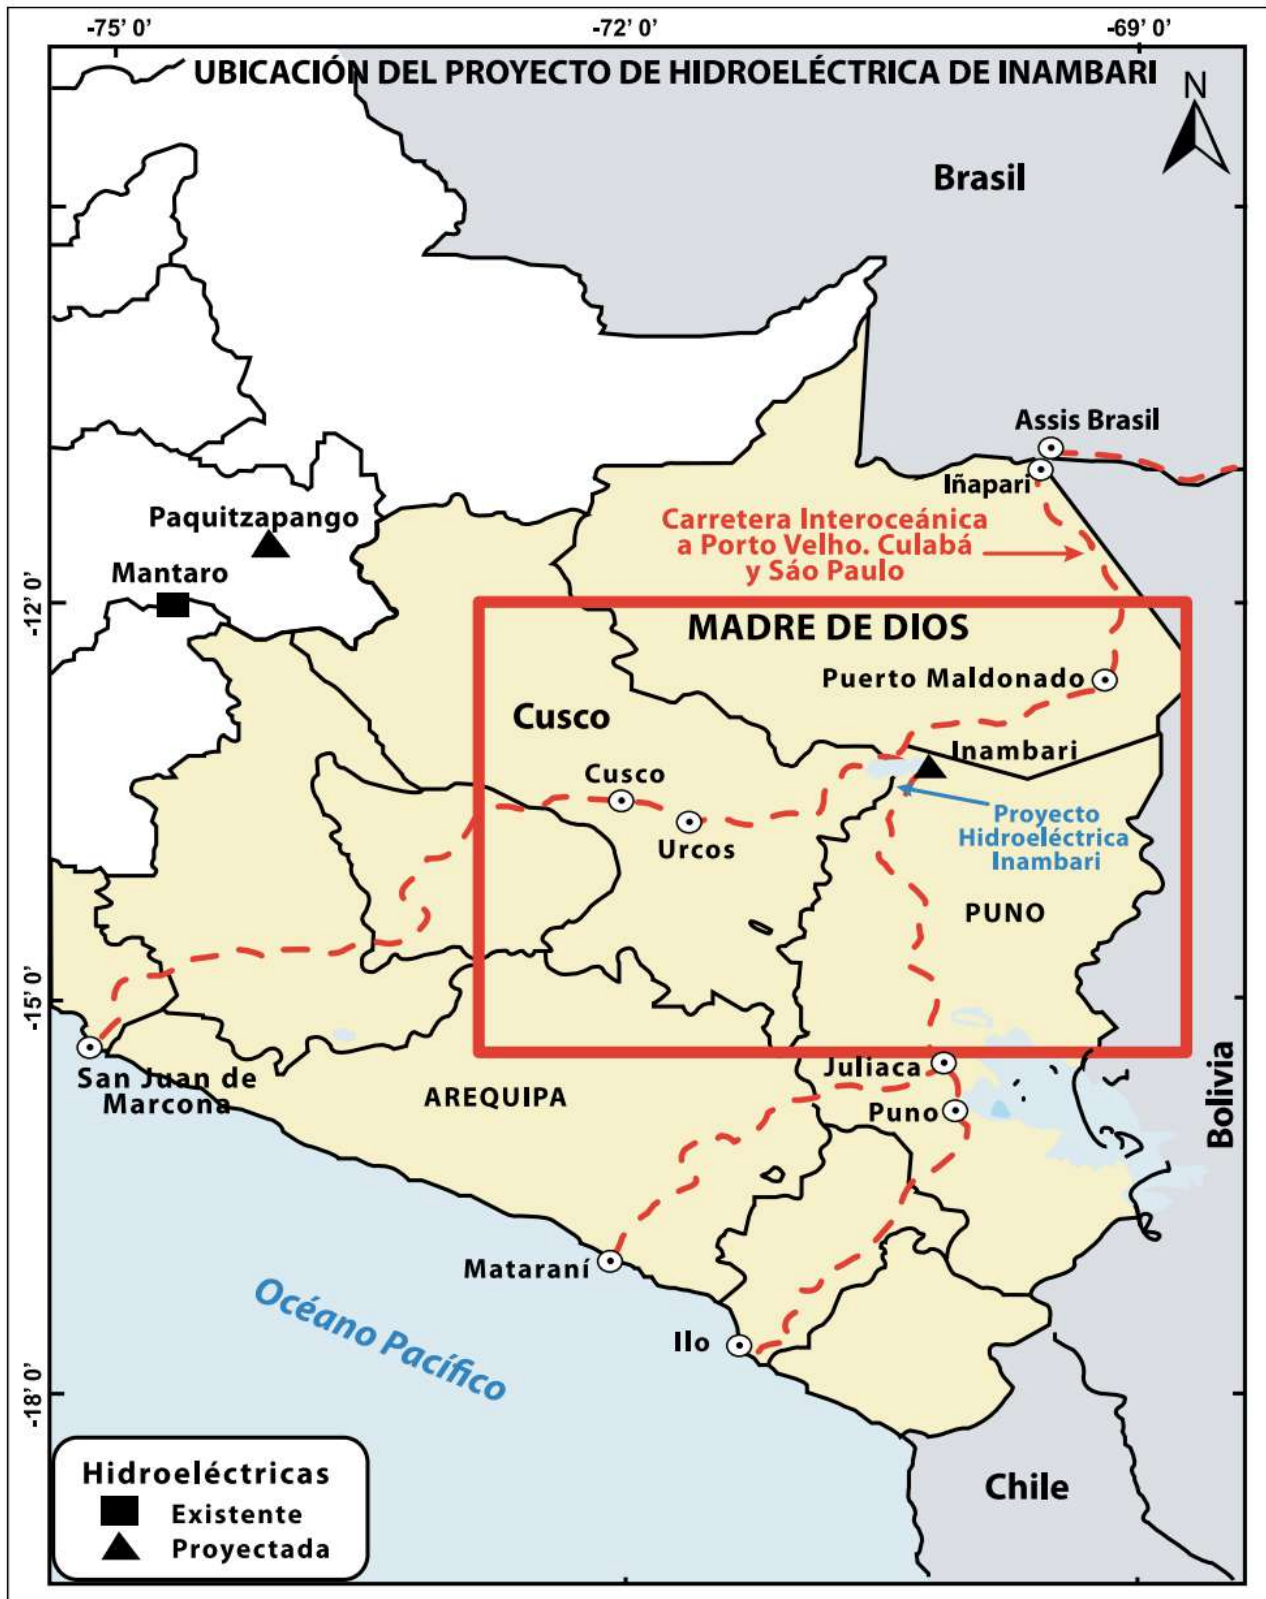 -75’ 0’
-72’ 0’
-69’ 0’
UBICACIÓN DEL PROYECTO DE HIDROELÉCTRICA DE INAMBARI
N
Brasil
Assis Brasil
Iñapari
Carretera Interoceánica
a Porto Velho. Culabá
y Sáo Paulo
Paquitzapango
Mantaro
-12’ 0’
MADRE DE DIOS
Puerto Maldonado
Cusco
Inambari
Cusco
Urcos
Proyecto
Hidroeléctrica
Inambari
PUNO
-15’ 0’
San Juan de
Marcona
AREQUIPA
Juliaca
Puno
Bolivia
Mataraní
Océano Pacífico
Ilo
-18’ 0’
Chile
Hidroeléctricas
Existente
Proyectada